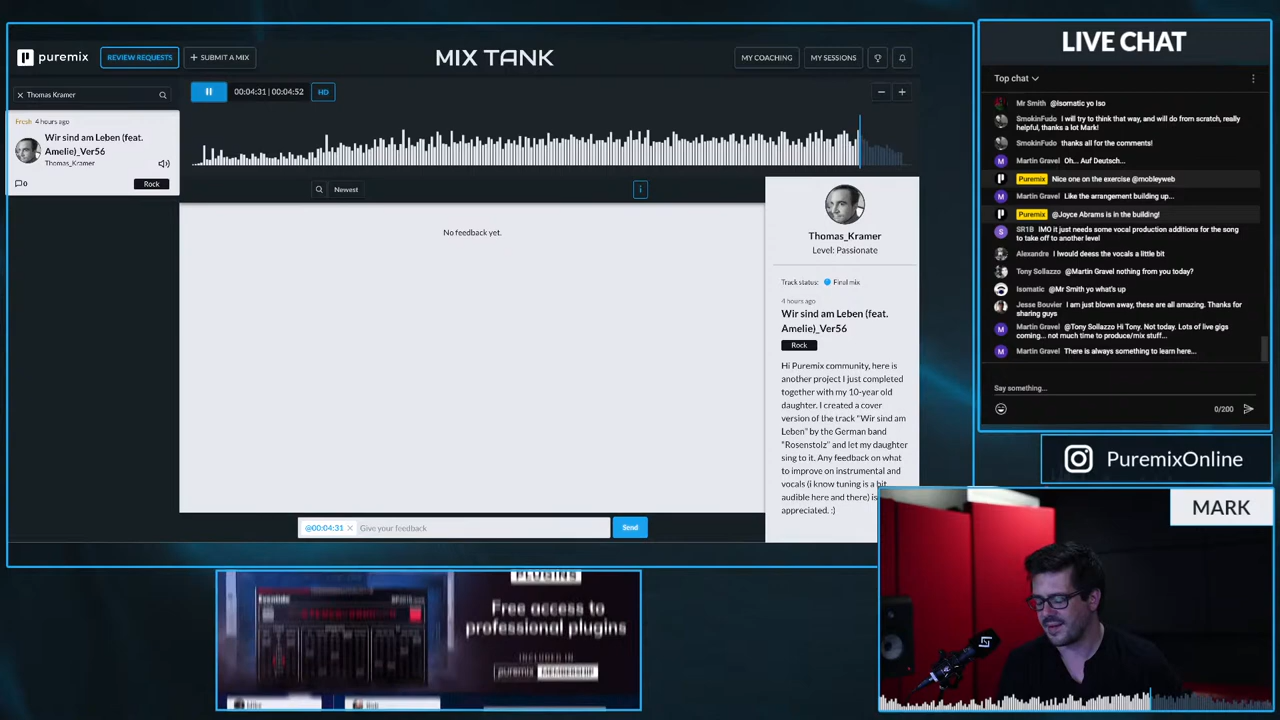 puremix
REVIEW REQUESTS
+ SUBMIT A MIX
MIX TANK
MY COACHING
MY SESSIONS
Thomas Kramer
00:04:31 | 00:04:52
HD
Fresh 4 hours ago
Wir sind am Leben (feat.
Amelie)_Ver56
Thomas_Kramer
0
Rock
Newest
No feedback yet.
Thomas_Kramer
Level: Passionate
Track status: Final mix
4 hours ago
Wir sind am Leben (feat.
Amelie)_Ver56
Rock
Hi Puremix community, here is
another project I just completed
together with my 10-year old
daughter. I created a cover
version of the track "Wir sind am
Leben" by the German band
"Rosenstolz" and let my daughter
sing to it. Any feedback on what
to improve on instrumental and
vocals (i know tuning is a bit
audible here and there) is
appreciated. :)
@00:04:31 Give your feedback
Send
LIVE CHAT
Top chat
Mr Smith @Isomatic yo Iso
SmokinFudo I will try to think that way, and will do from scratch, really
helpful, thanks a lot Mark!
SmokinFudo thanks all for the comments!
Martin Gravel Oh... Auf Deutsch...
Puremix Nice one on the exercise @mobleyweb
Martin Gravel Like the arrangement building up...
Puremix @Joyce Abrams is in the building!
SR1B IMO it just needs some vocal production additions for the song
to take off to another level
Alexandre I lwould deess the vocals a little bit
Tony Sollazzo @Martin Gravel nothing from you today?
Isomatic @Mr Smith yo what's up
Jesse Bouvier I am just blown away, these are all amazing. Thanks for
sharing guys
Martin Gravel @Tony Sollazzo Hi Tony. Not today. Lots of live gigs
coming... not much time to produce/mix stuff...
Martin Gravel There is always something to learn here...
Say something...
0/200
PuremixOnline
MARK
PLUGINS
Free access to
professional plugins
INCLUDED IN
puremix MEMBERSHIP